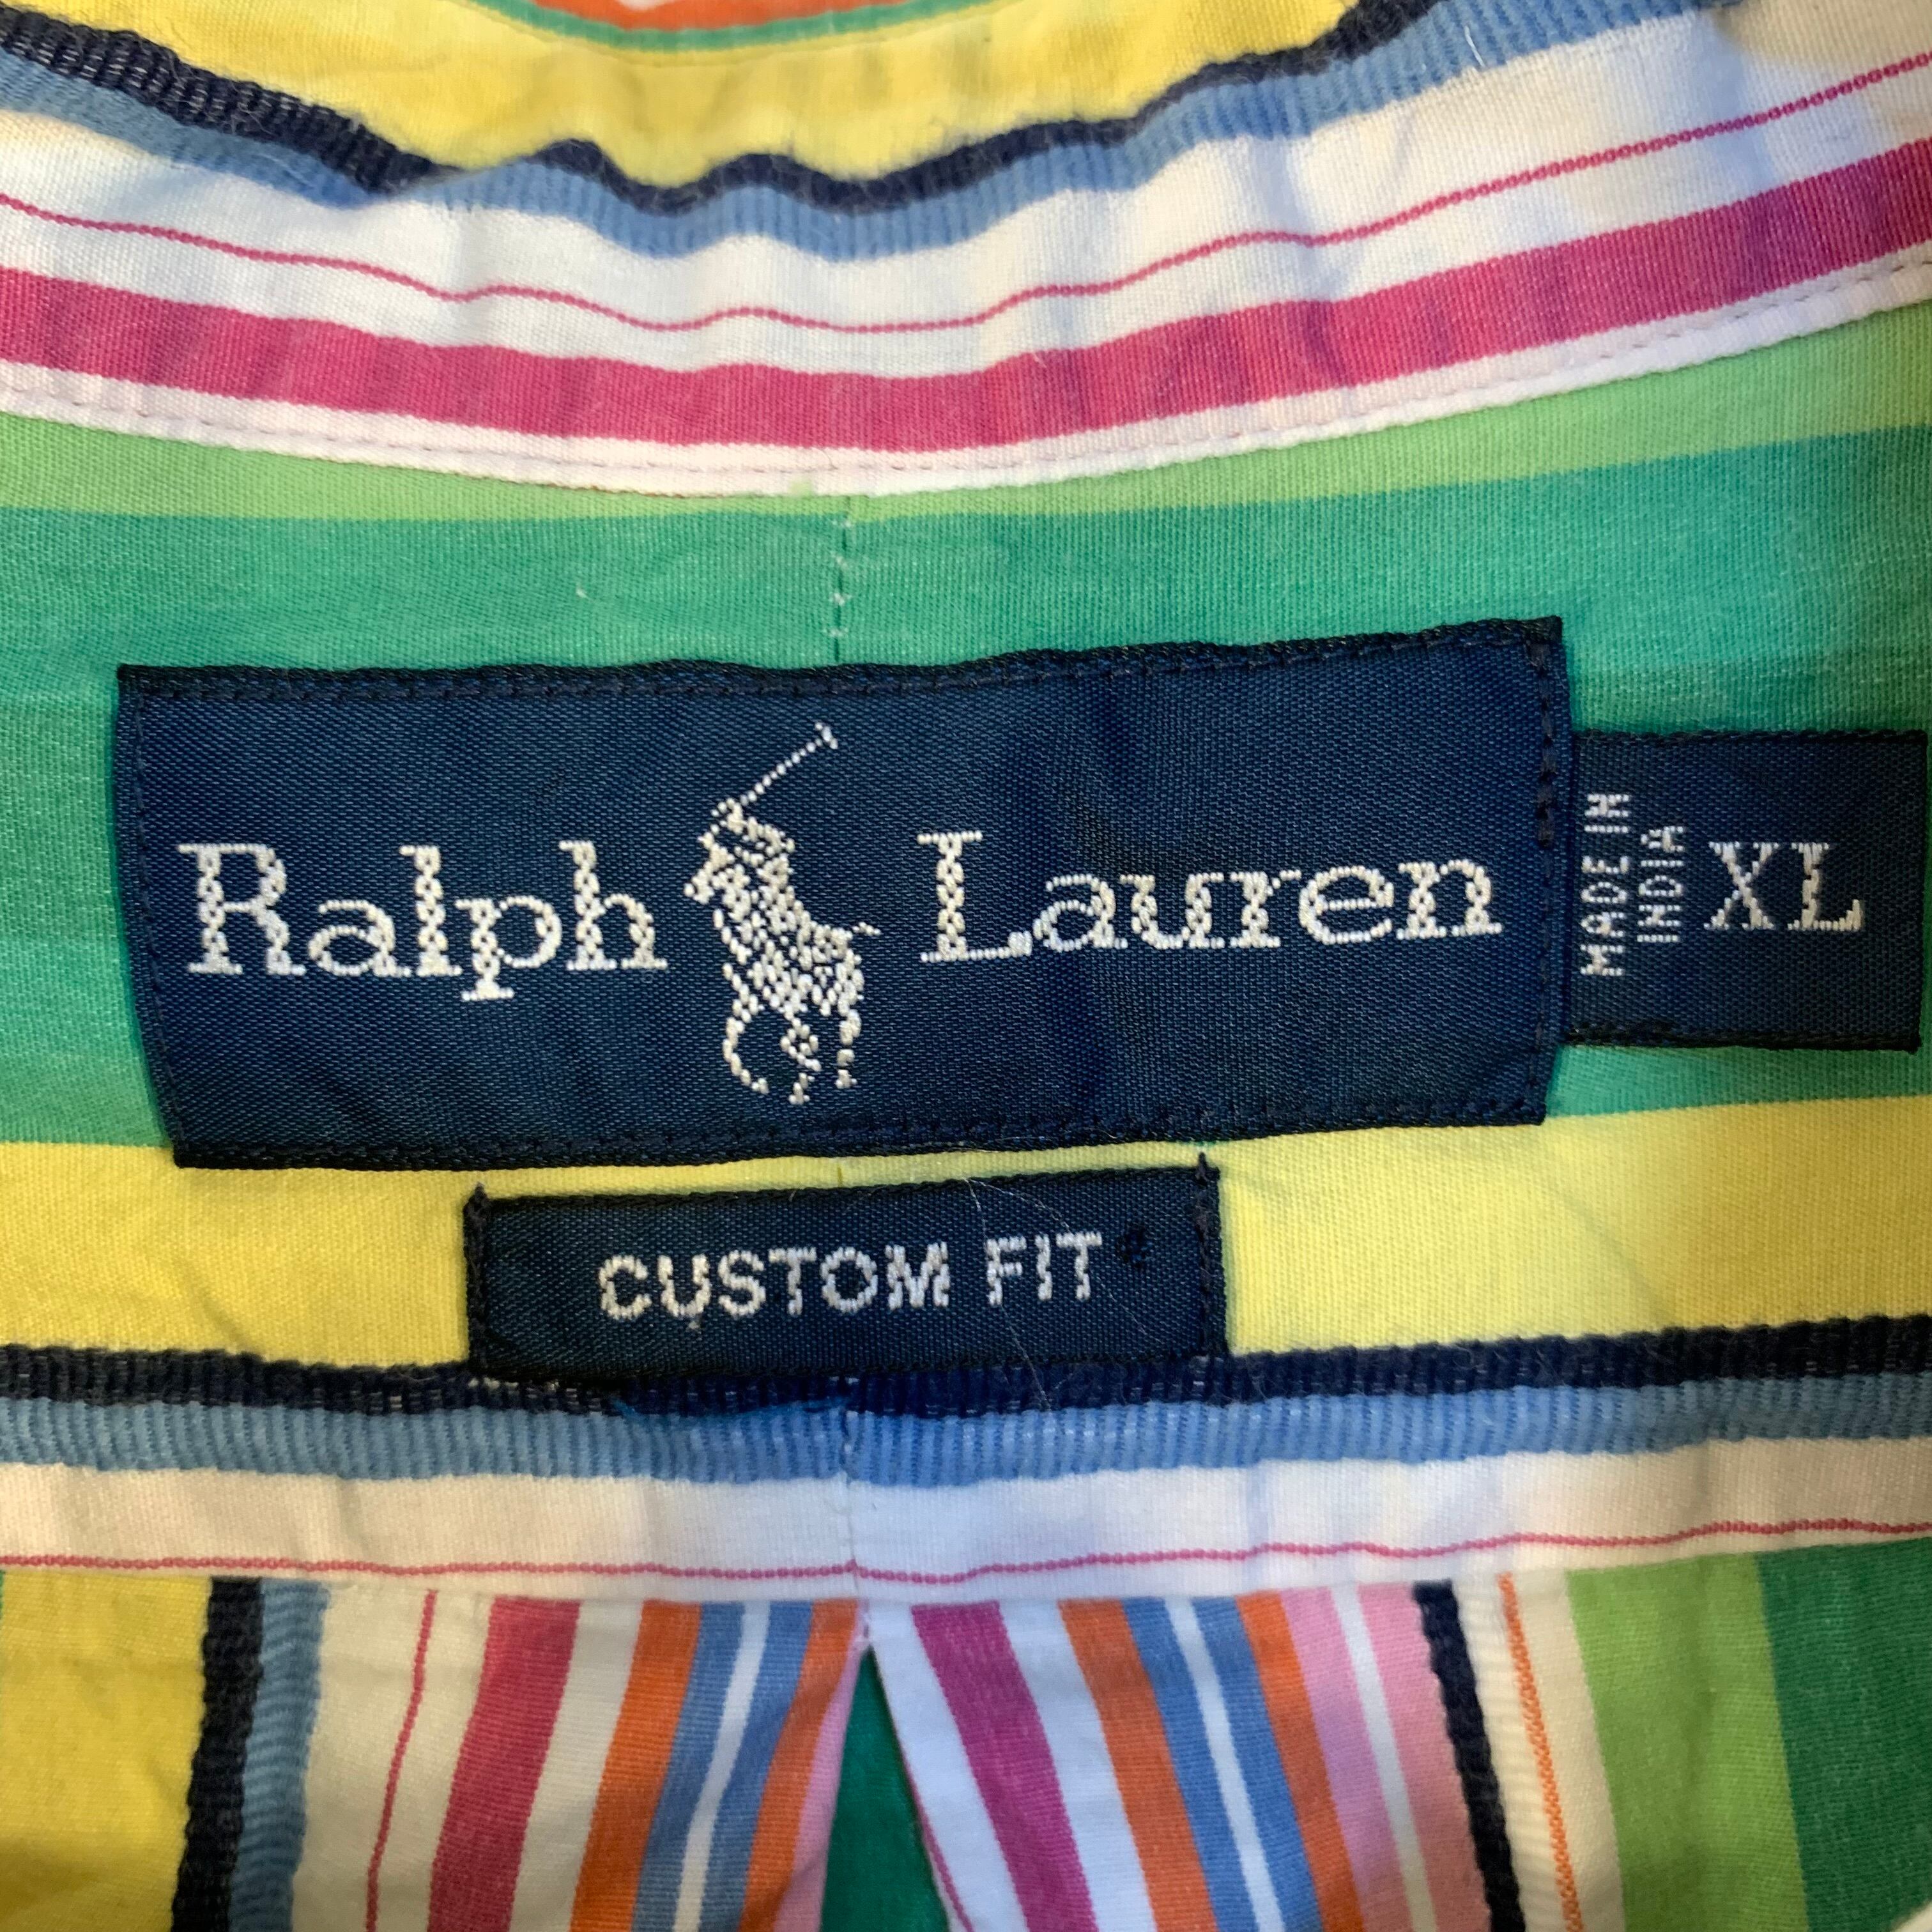 Ralph Lauren
MADE IN
INDIA
XL
CUSTOM FIT